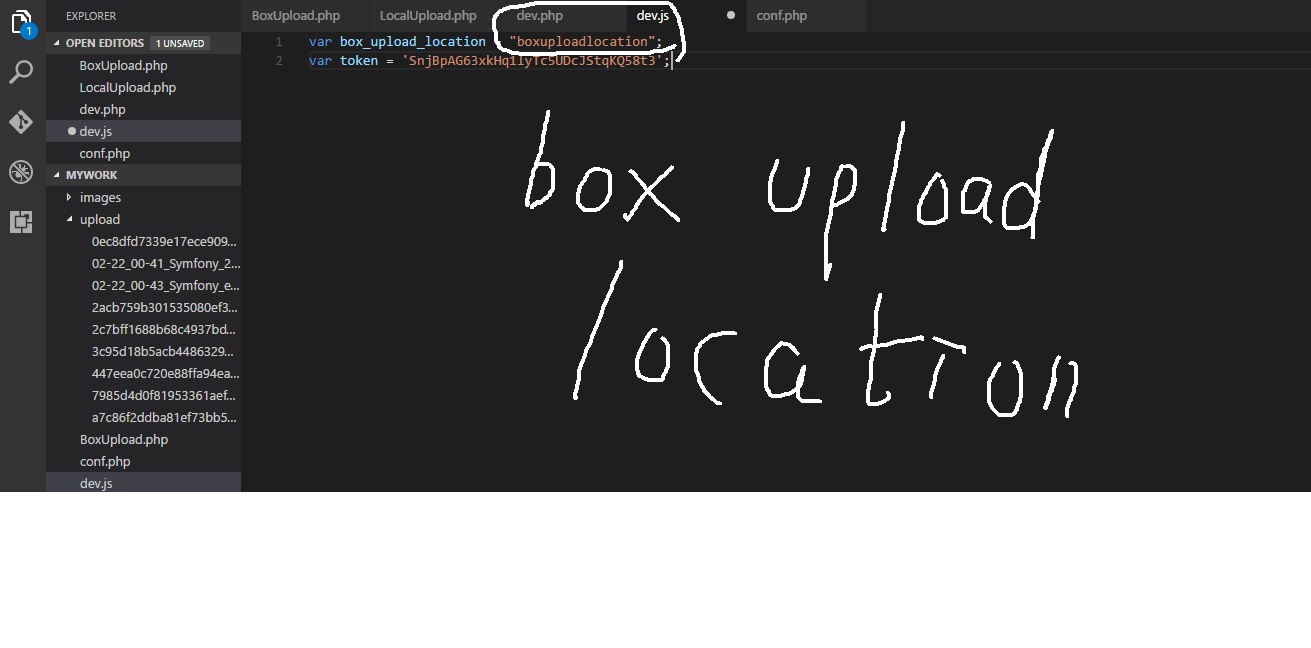 EXPLORER
BoxUpload.php LocalUpload.php dev.php dev.js conf.php
1
OPEN EDITORS 1 UNSAVED
BoxUpload.php
LocalUpload.php
dev.php
dev.js
conf.php
MYWORK
images
upload
0ec8dfd7339e17ece909...
02-22_00-41_Symfony_2...
02-22_00-43_Symfony_e...
2acb759b301535080ef3...
2c7bff1688b68c4937bd...
3c95d18b5acb4486329...
447eea0c720e88ffa94ea...
7985d4d0f81953361aef...
a7c86f2ddba81ef73bb5...
BoxUpload.php
conf.php
dev.js
1 var box_upload_location "boxuploadlocation";
2 var token = 'SnjBpAG63xkHq1lyTc5UDcJStqKQ58t3';
box upload
location